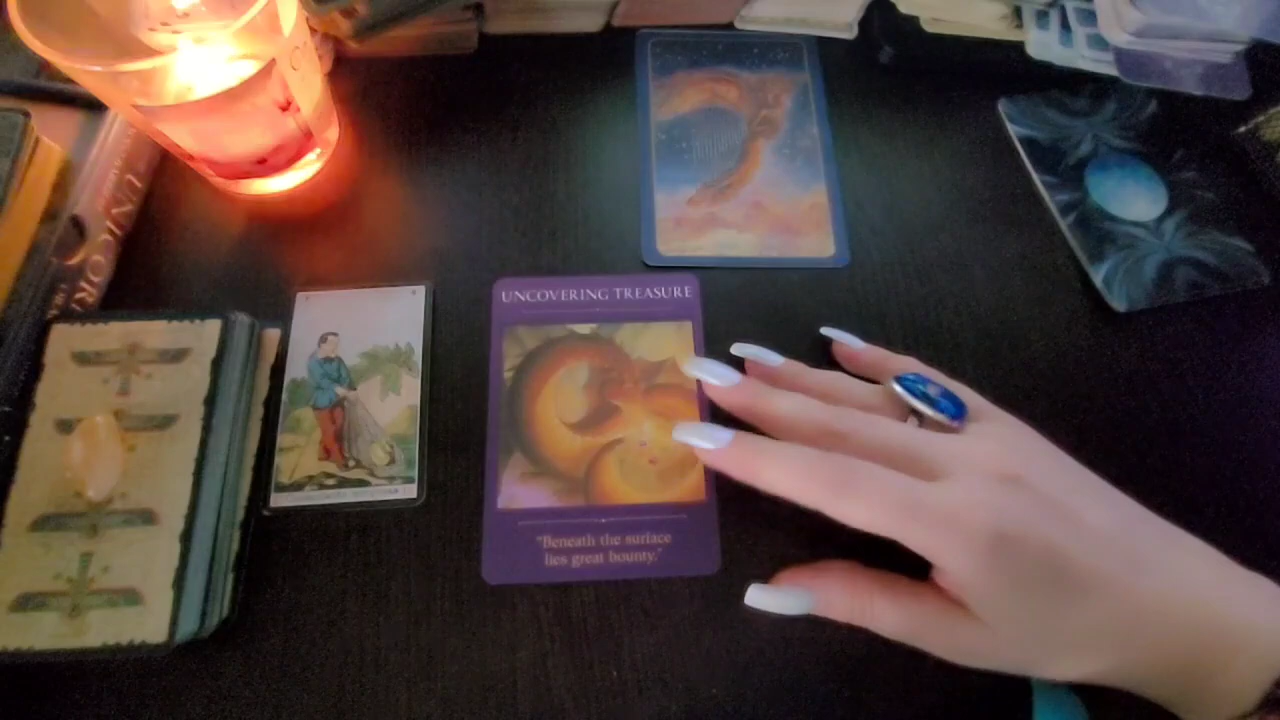 UNCOVERING TREASURE
"Beneath the surface
lies great bounty."
UNICOR